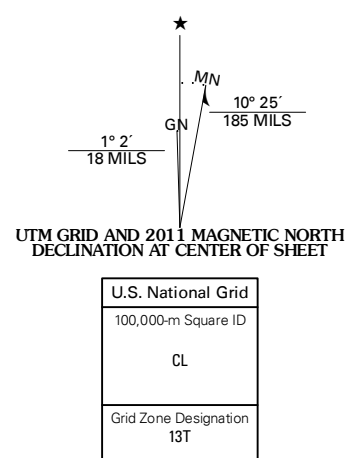 ★
MN
GN
10° 25´
185 MILS
1° 2´
18 MILS
UTM GRID AND 2011 MAGNETIC NORTH
DECLINATION AT CENTER OF SHEET
U.S. National Grid
100,000-m Square ID
CL
Grid Zone Designation
13T